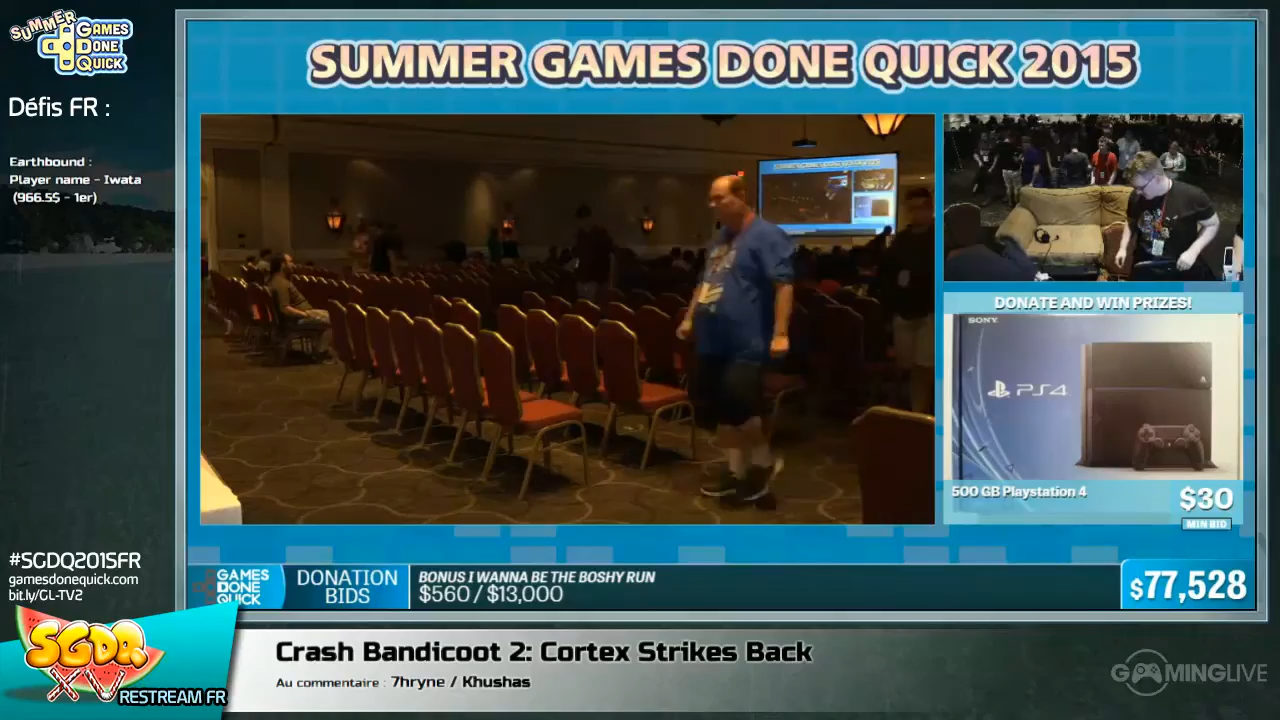 SUMMER
GAMES
DONE
QUICK
Défis FR :
Earthbound :
Player name - Iwata
(966.5$ - 1er)
#SGDQ2015FR
gamesdonequick.com
bit.ly/GL-TV2
SGDQ
XV
RESTREAM FR
SUMMER GAMES DONE QUICK 2015
DONATE AND WIN PRIZES!
SONY
PS4
500 GB Playstation 4
$30
MIN BID
GAMES
DONE
QUICK
DONATION
BIDS
BONUS I WANNA BE THE BOSHY RUN
$560 / $13,000
$77,528
Crash Bandicoot 2: Cortex Strikes Back
Au commentaire : 7hryne / Khushas
GAMINGLIVE